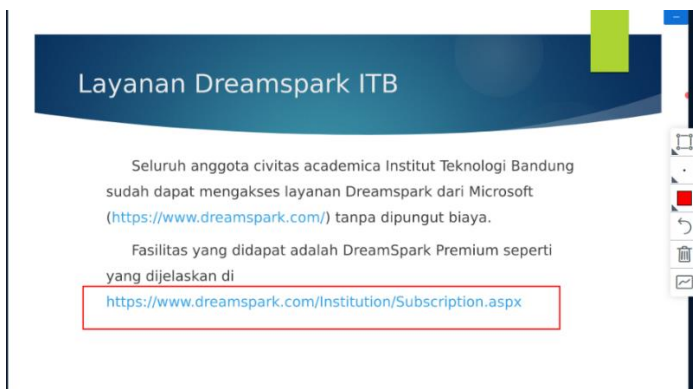 Layanan Dreamspark ITB
Seluruh anggota civitas academica Institut Teknologi Bandung
sudah dapat mengakses layanan Dreamspark dari Microsoft
(https://www.dreamspark.com/) tanpa dipungut biaya.
Fasilitas yang didapat adalah DreamSpark Premium seperti
yang dijelaskan di
https://www.dreamspark.com/Institution/Subscription.aspx